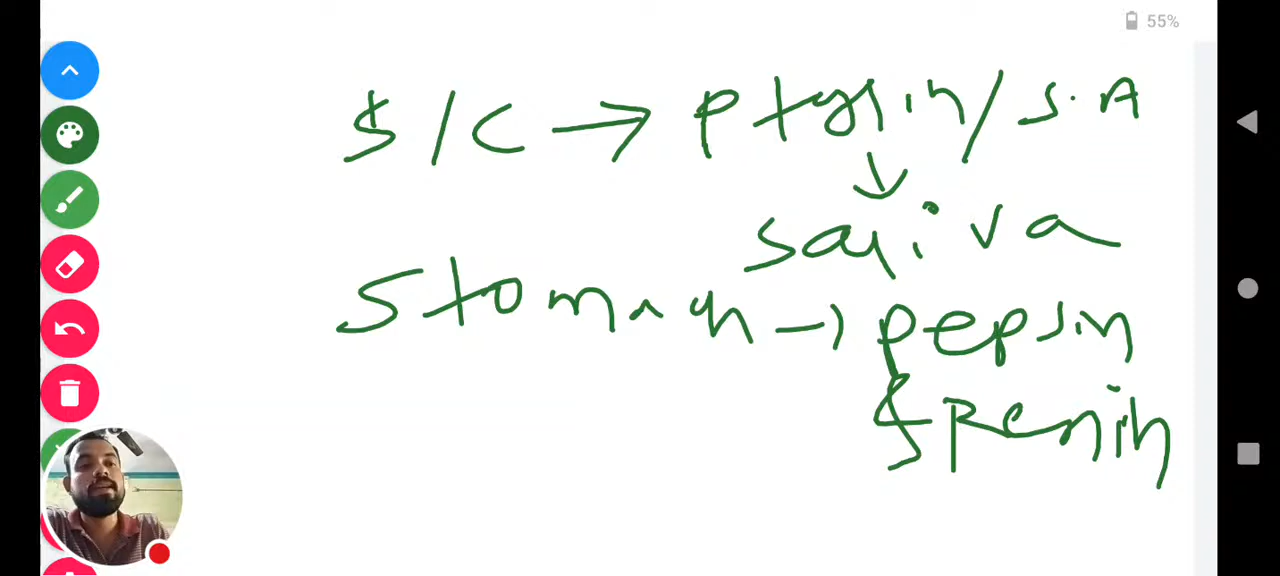 55%
S/C → Ptylin/S.A
↓
saliva
Stomach → pepsin
& Renin